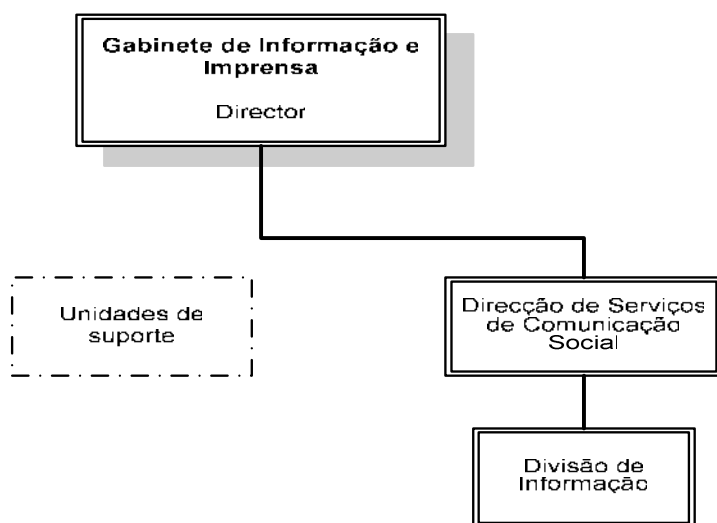 Gabinete de Informação e
Imprensa
Director
Unidades de
suporte
Direcção de Serviços
de Comunicação
Social
Divisão de
Informação